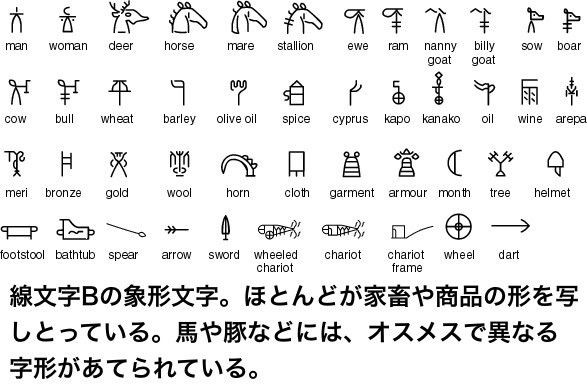 man woman deer horse mare stallion ewe ram nanny goat billy goat sow boar
cow bull wheat barley olive oil spice cyprus kapo kanako oil wine arepa
meri bronze gold wool horn cloth garment armour month tree helmet
footstool bathtub spear arrow sword wheeled chariot chariot chariot frame wheel dart
線文字Bの象形文字。ほとんどが家畜や商品の形を写
しとっている。馬や豚などには、オスメスで異なる
字形があてられている。